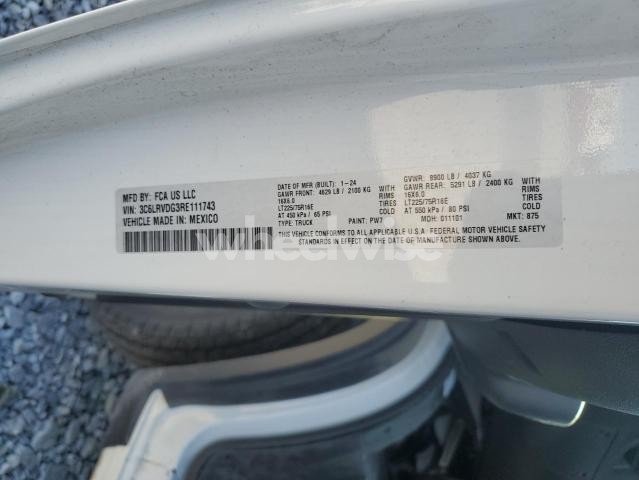 MFD BY: FCA US LLC
VIN: 3C6LRVDG3RE111743
VEHICLE MADE IN: MEXICO
DATE OF MFR (BUILT): 1-24
GAWR FRONT: 4629 LB / 2100 KG WITH
16X6.0 RIMS
LT225/75R16E TIRES
AT 450 kPa / 65 PSI
TYPE: TRUCK PAINT: PW7
GVWR: 8900 LB / 4037 KG
GAWR REAR: 5291 LB / 2400 KG WITH
16X6.0 RIMS
LT225/75R16E TIRES
AT 550 kPa / 80 PSI
MDH: 011101 MKT: 875
THIS VEHICLE CONFORMS TO ALL APPLICABLE U.S.A. FEDERAL MOTOR VEHICLE SAFETY
STANDARDS IN EFFECT ON THE DATE OF MANUFACTURE SHOWN ABOVE.
wheelwise